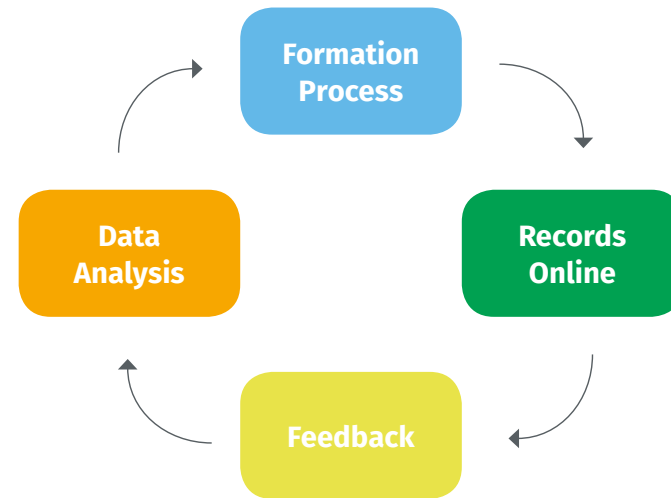 Formation
Process
Records
Online
Feedback
Data
Analysis